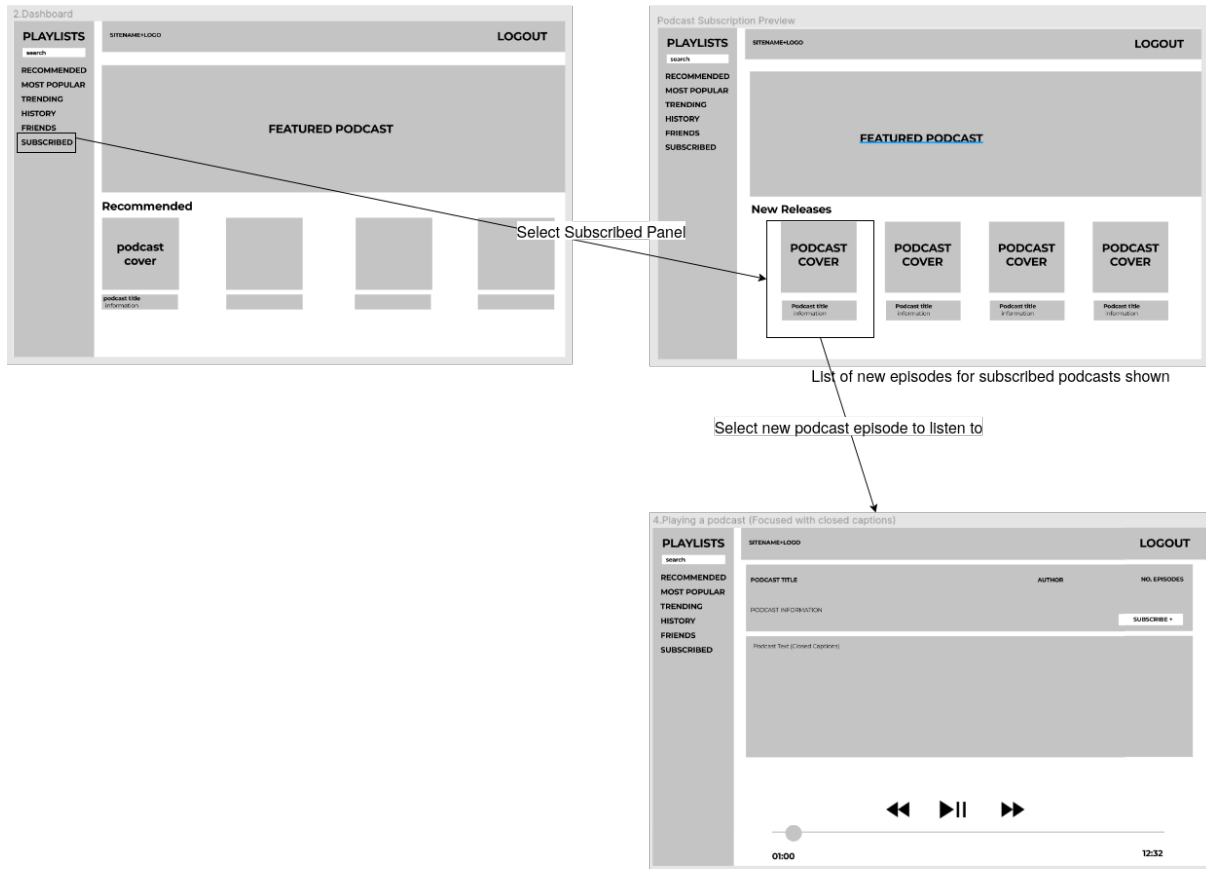 2.Dashboard
PLAYLISTS
search
RECOMMENDED
MOST POPULAR
TRENDING
HISTORY
FRIENDS
SUBSCRIBED
SITENAME+LOGO
LOGOUT
FEATURED PODCAST
Recommended
podcast
cover
podcast title
information
Select Subscribed Panel
Podcast Subscription Preview
PLAYLISTS
search
RECOMMENDED
MOST POPULAR
TRENDING
HISTORY
FRIENDS
SUBSCRIBED
SITENAME+LOGO
LOGOUT
FEATURED PODCAST
New Releases
PODCAST
COVER
Podcast title
information
PODCAST
COVER
Podcast title
information
PODCAST
COVER
Podcast title
information
PODCAST
COVER
Podcast title
information
List of new episodes for subscribed podcasts shown
Select new podcast episode to listen to
4.Playing a podcast (Focused with closed captions)
PLAYLISTS
search
RECOMMENDED
MOST POPULAR
TRENDING
HISTORY
FRIENDS
SUBSCRIBED
SITENAME+LOGO
LOGOUT
PODCAST TITLE
AUTHOR
NO. EPISODES
PODCAST INFORMATION
SUBSCRIBE +
Podcast Text (Closed Captions)
01:00
12:32